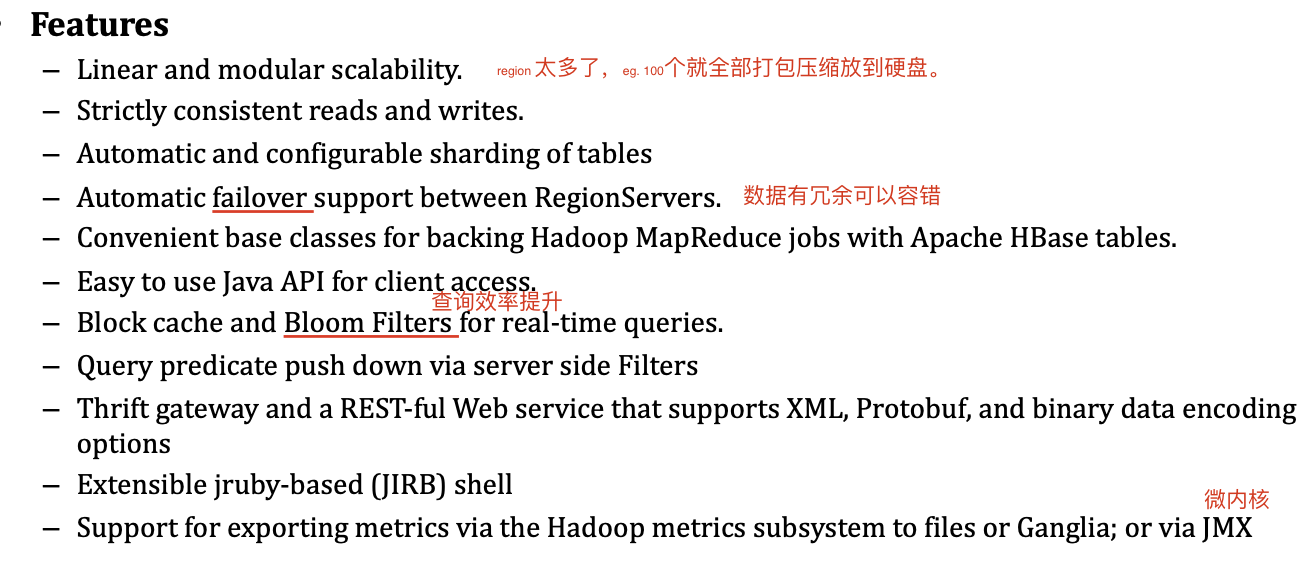 • Features
– Linear and modular scalability. region 太多了，eg. 100个就全部打包压缩放到硬盘。
– Strictly consistent reads and writes.
– Automatic and configurable sharding of tables
– Automatic failover support between RegionServers. 数据有冗余可以容错
– Convenient base classes for backing Hadoop MapReduce jobs with Apache HBase tables.
– Easy to use Java API for client access.
查询效率提升
– Block cache and Bloom Filters for real-time queries.
– Query predicate push down via server side Filters
– Thrift gateway and a REST-ful Web service that supports XML, Protobuf, and binary data encoding
options
– Extensible jruby-based (JIRB) shell
微内核
– Support for exporting metrics via the Hadoop metrics subsystem to files or Ganglia; or via JMX